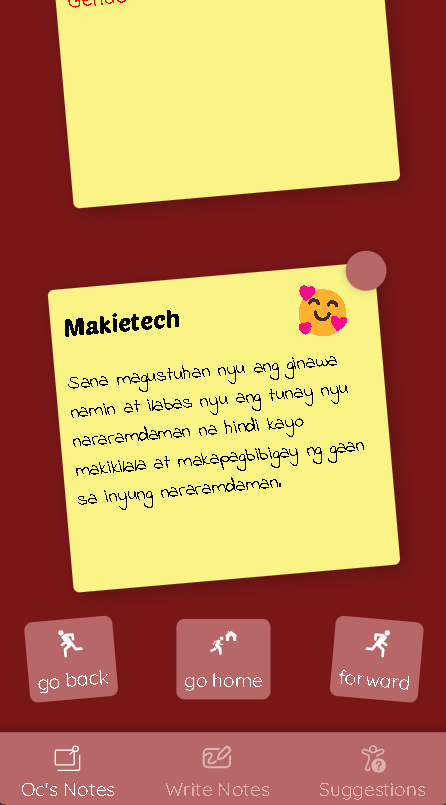 Makietech
Sana magustuhan nyu ang ginawa
namin at ilabas nyu ang tunay nyu
nararamdaman na hindi kayo
makikilala at makapagbibigay ng gaan
sa inyung nararamdaman.
go back
go home
forward
Oc's Notes
Write Notes
Suggestions